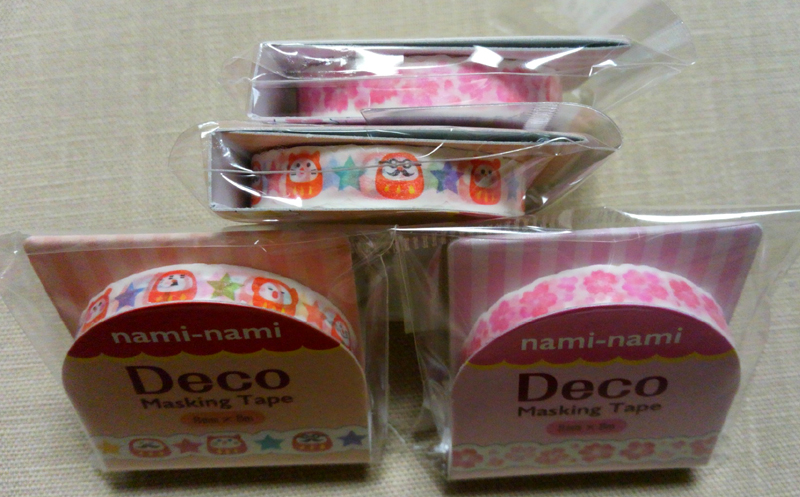 nami-nami
Deco
Masking Tape
nami-nami
Deco
Masking Tape